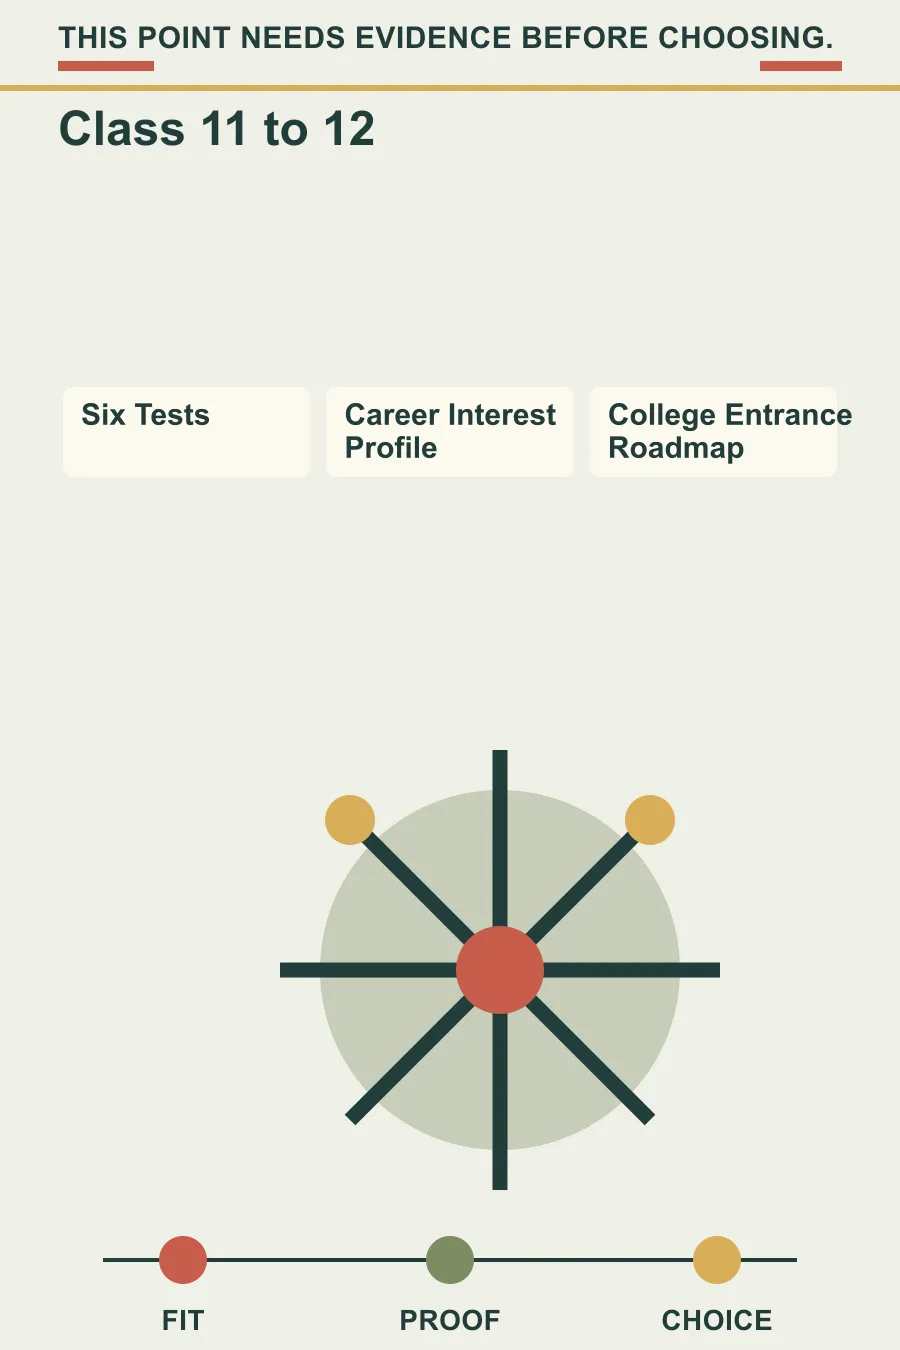 THIS POINT NEEDS EVIDENCE BEFORE CHOOSING.
Class 11 to 12
Six Tests
Career Interest
Profile
College Entrance
Roadmap
FIT
PROOF
CHOICE